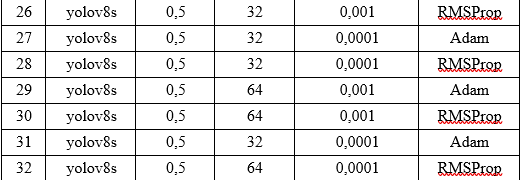 26 yolov8s 0,5 32 0,001 RMSProp
27 yolov8s 0,5 32 0,0001 Adam
28 yolov8s 0,5 32 0,0001 RMSProp
29 yolov8s 0,5 64 0,001 Adam
30 yolov8s 0,5 64 0,001 RMSProp
31 yolov8s 0,5 32 0,0001 Adam
32 yolov8s 0,5 64 0,0001 RMSProp